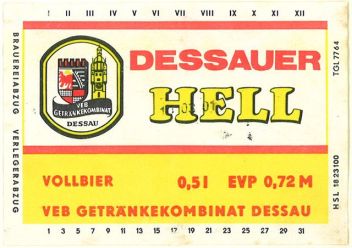 I II III IV V VI VII VIII IX X XI XII
BRAUEREIABZUG VERLEGERABZUG
DESSAUER
HELL
VEB
GETRÄNKEKOMBINAT
DESSAU
VOLLBIER 0,5l EVP 0,72 M
VEB GETRÄNKEKOMBINAT DESSAU
TGL 7764
HSL 1823100
1 3 5 7 9 11 13 15 17 19 21 23 25 27 29 31